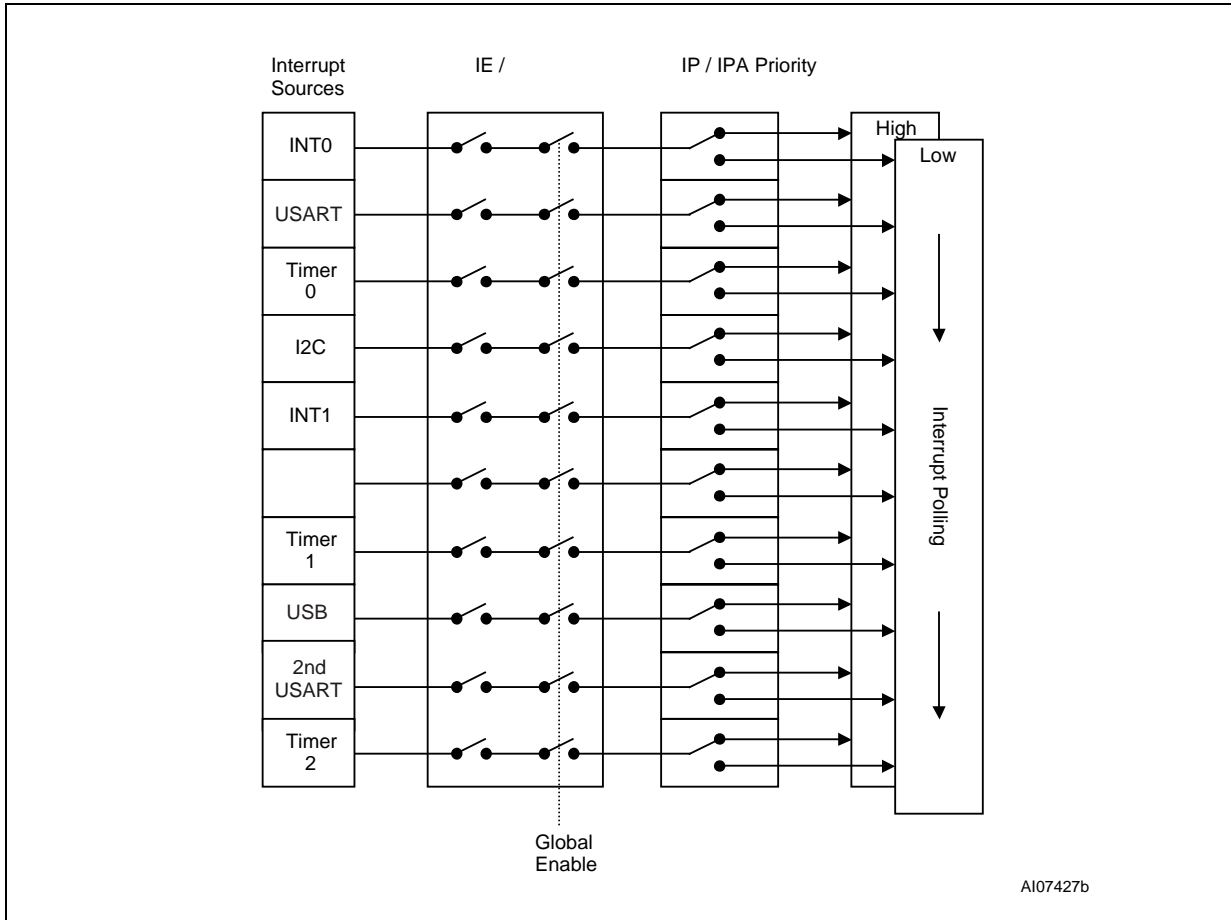 Interrupt
Sources
IE /
IP / IPA Priority
INT0
USART
Timer
0
I2C
INT1
Timer
1
USB
2nd
USART
Timer
2
High
Low
Interrupt Polling
Global
Enable
AI07427b